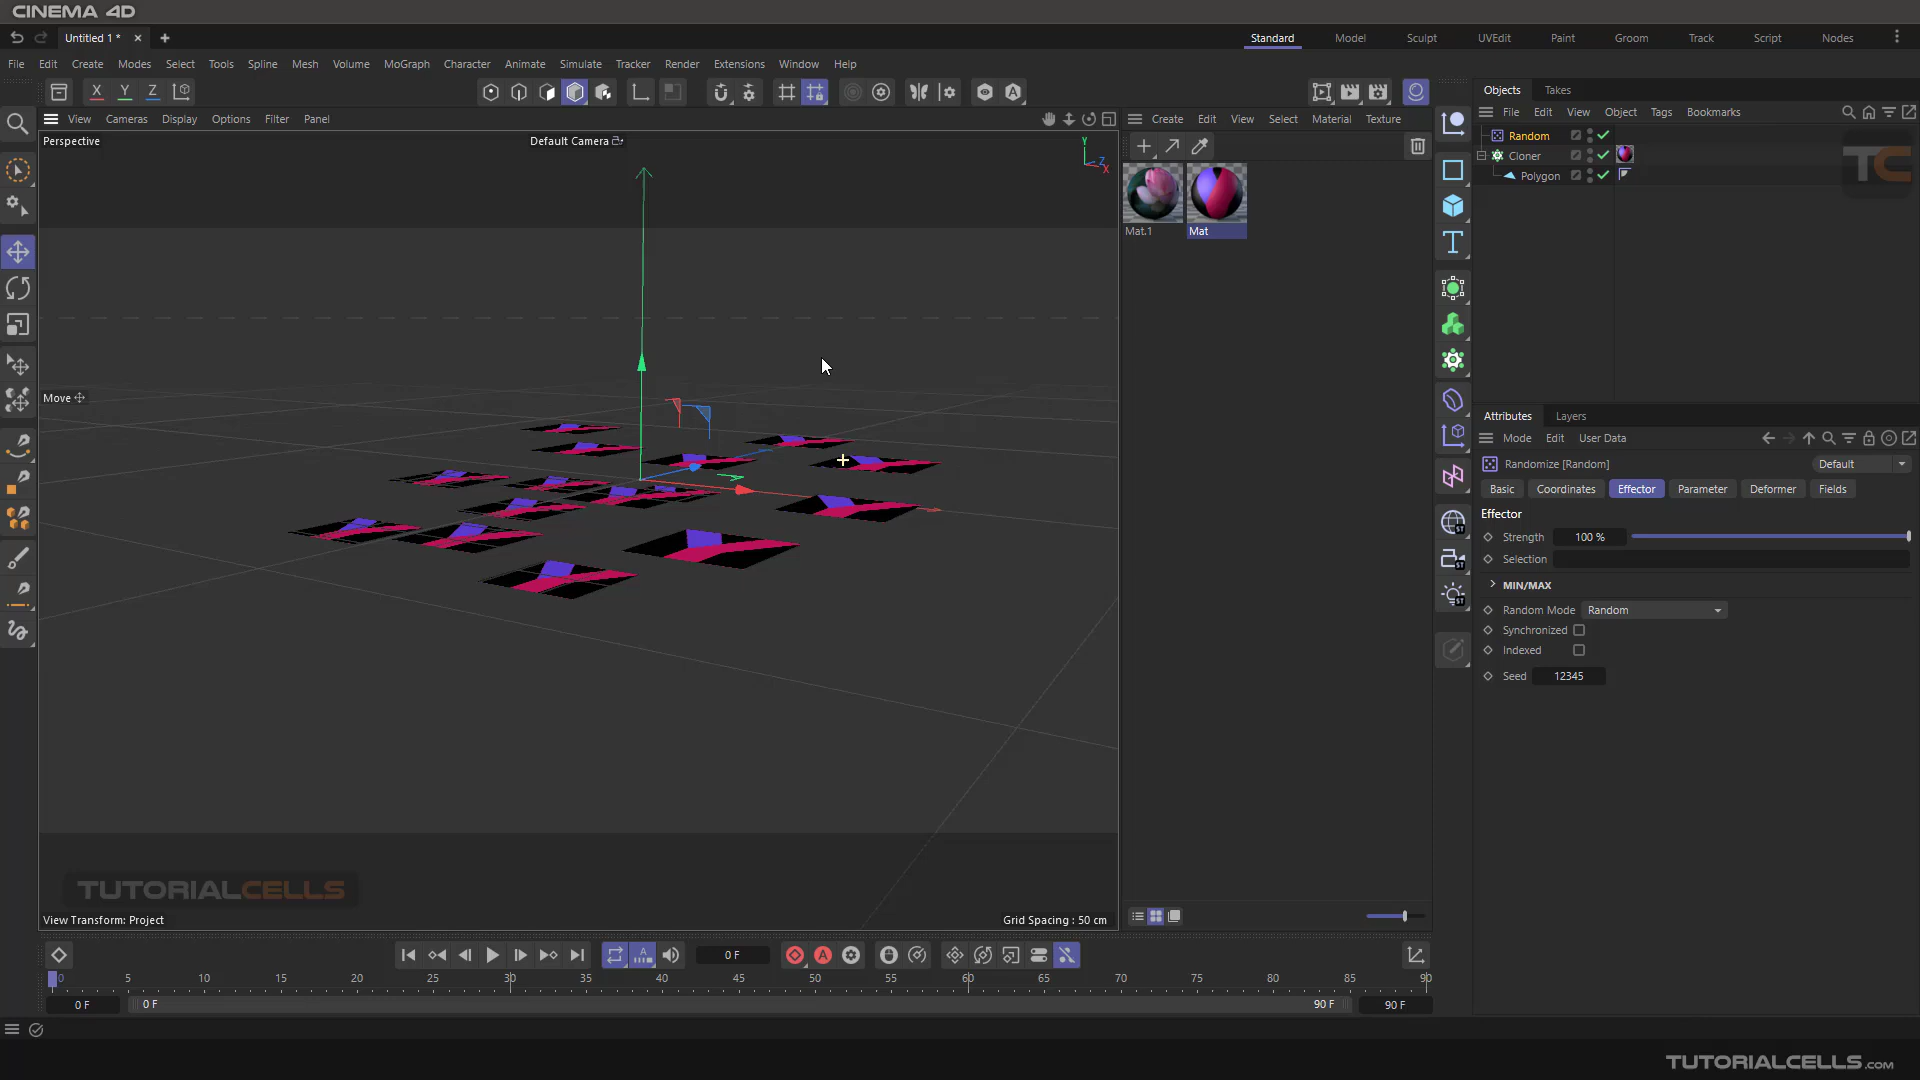 CINEMA 4D
Untitled 1 *
Standard Model Sculpt UVEdit Paint Groom Track Script Nodes
File Edit Create Modes Select Tools Spline Mesh Volume MoGraph Character Animate Simulate Tracker Render Extensions Window Help
X Y Z
Objects Takes
View Cameras Display Options Filter Panel
Create Edit View Select Material Texture
File Edit View Object Tags Bookmarks
Perspective
Default Camera
Y
Z
X
Random
Cloner
Polygon
TC
Mat.1
Mat
Move
Attributes Layers
Mode Edit User Data
Randomize [Random]
Default
Basic Coordinates Effector Parameter Deformer Fields
Effector
Strength 100 %
Selection
MIN/MAX
Random Mode Random
Synchronized
Indexed
Seed 12345
ST
ST
ST
TUTORIALCELLS
View Transform: Project
Grid Spacing : 50 cm
0 F
0 5 10 15 20 25 30 35 40 45 50 55 60 65 70 75 80 85 90
0 F 0 F 90 F 90 F
TUTORIALCELLS.com